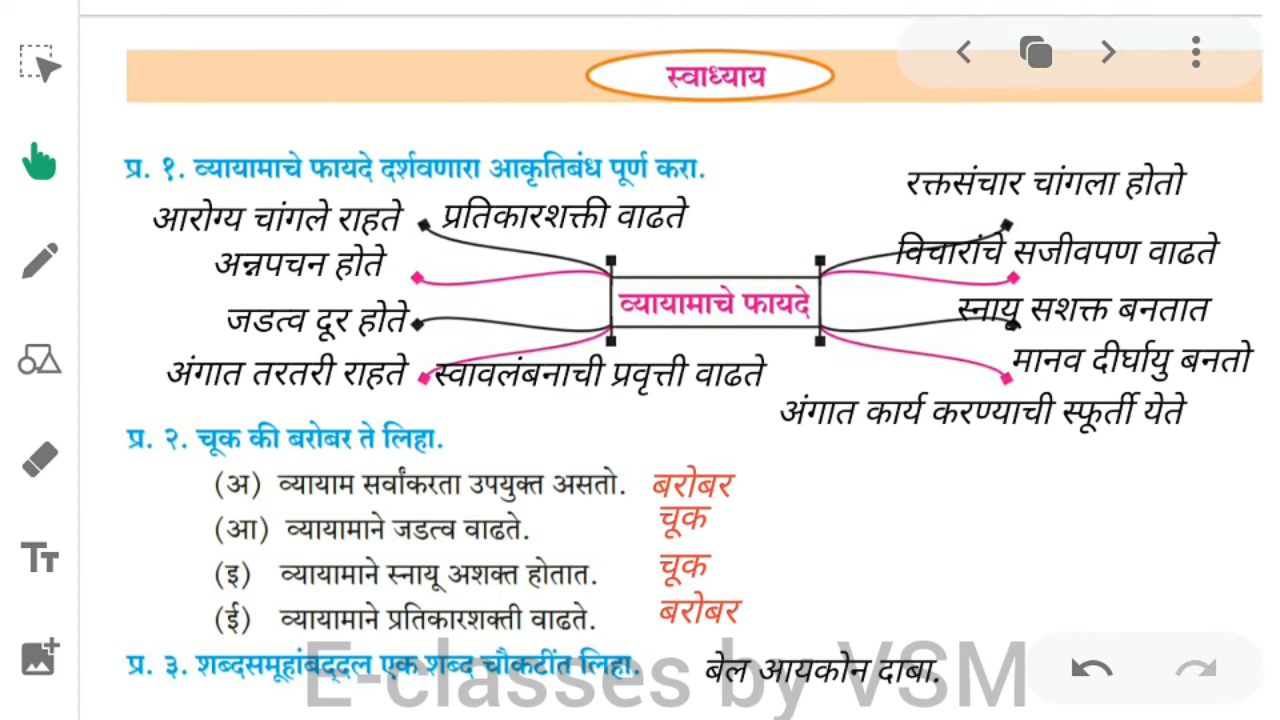 स्वाध्याय
प्र. १. व्यायामाचे फायदे दर्शवणारा आकृतिबंध पूर्ण करा.
रक्तसंचार चांगला होतो
आरोग्य चांगले राहते प्रतिकारशक्ती वाढते
विचारांचे सजीवपण वाढते
अन्नपचन होते
व्यायामाचे फायदे
जडत्व दूर होते
स्नायू सशक्त बनतात
अंगात तरतरी राहते स्वावलंबनाची प्रवृत्ती वाढते
मानव दीर्घायु बनतो
अंगात कार्य करण्याची स्फूर्ती येते
प्र. २. चूक की बरोबर ते लिहा.
(अ) व्यायाम सर्वांकरता उपयुक्त असतो. बरोबर
(आ) व्यायामाने जडत्व वाढते. चूक
(इ) व्यायामाने स्नायू अशक्त होतात. चूक
(ई) व्यायामाने प्रतिकारशक्ती वाढते. बरोबर
प्र. ३. शब्दसमूहांबद्दल एक शब्द चौकटींत लिहा. बेल आयकोन दाबा.
E-classes by VSM
Tт